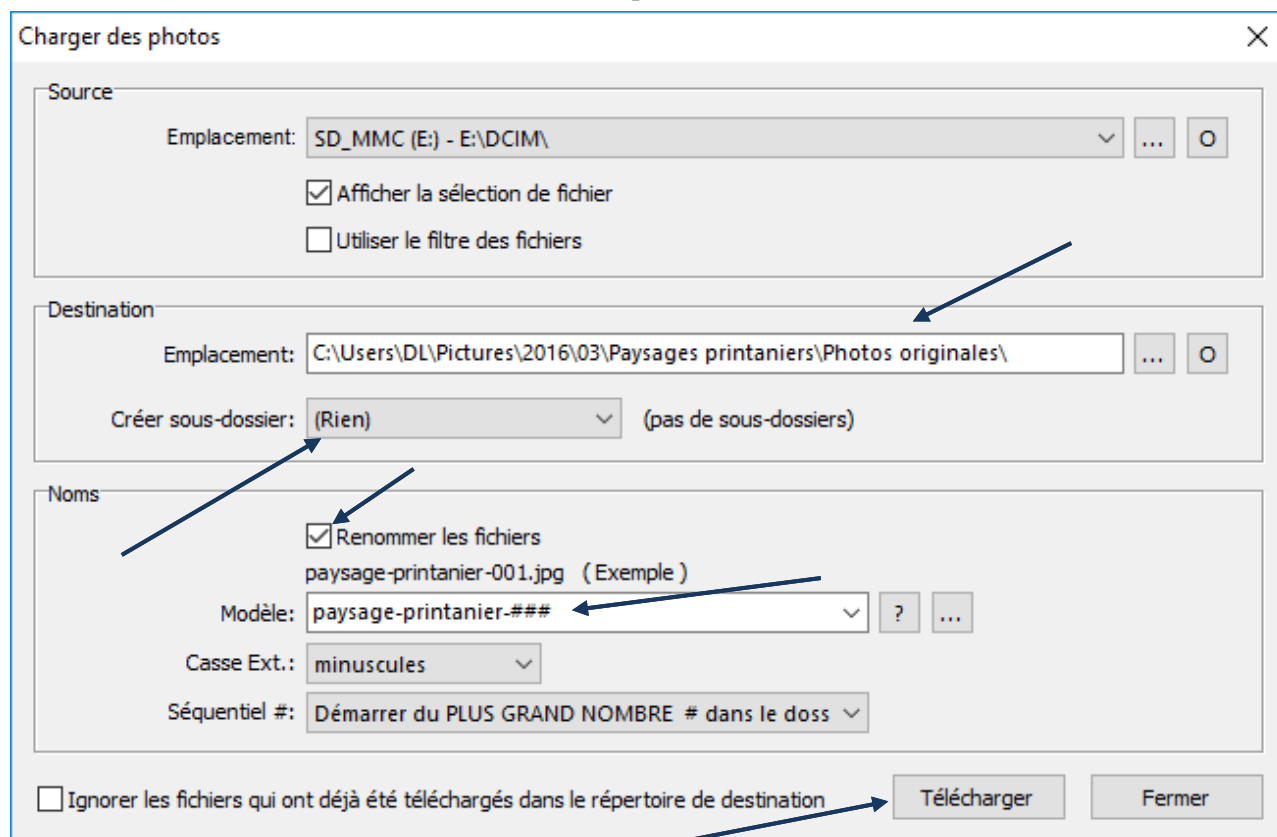 Charger des photos
Source
Emplacement: SD_MMC (E:) - E:\DCIM\ ... O
Afficher la sélection de fichier
Utiliser le filtre des fichiers
Destination
Emplacement: C:\Users\DL\Pictures\2016\03\Paysages printaniers\Photos originales\ ... O
Créer sous-dossier: (Rien) (pas de sous-dossiers)
Noms
Renommer les fichiers
paysage-printanier-001.jpg ( Exemple )
Modèle: paysage-printanier-### ? ...
Casse Ext.: minuscules
Séquentiel #: Démarrer du PLUS GRAND NOMBRE # dans le doss
Ignorer les fichiers qui ont déjà été téléchargés dans le répertoire de destination Télécharger Fermer